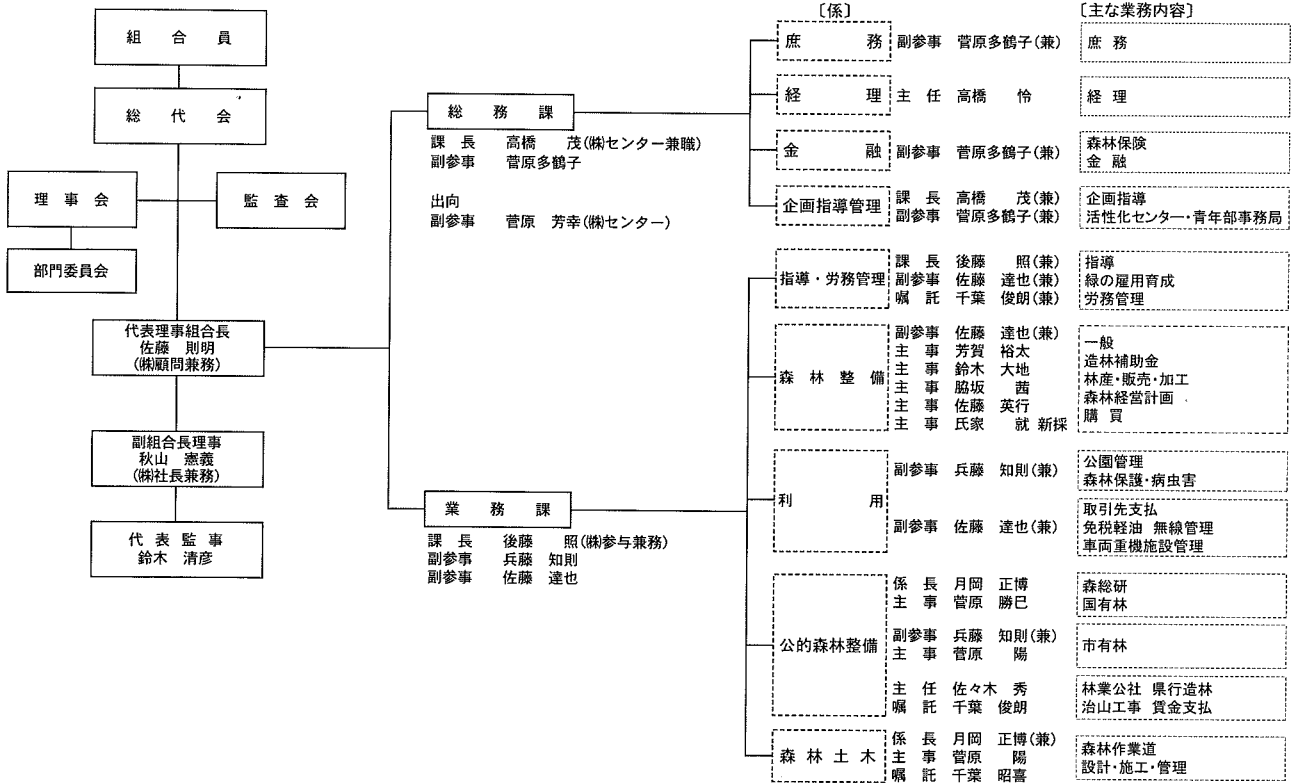 組合員
総代会
理事会
監査会
部門委員会
代表理事組合長
佐藤 則明
(㈱顧問兼務)
副組合長理事
秋山 憲義
(㈱社長兼務)
代表監事
鈴木 清彦
総務課
課長 高橋 茂(㈱センター兼職)
副参事 菅原多鶴子
出向
副参事 菅原 芳幸(㈱センター)
業務課
課長 後藤 照(㈱参与兼務)
副参事 兵藤 知則
副参事 佐藤 達也
〔係〕 〔主な業務内容〕
庶務 副参事 菅原多鶴子(兼) 庶務
経理 主任 高橋 怜 経理
金融 副参事 菅原多鶴子(兼) 森林保険
金融
企画指導管理 課長 高橋 茂(兼) 企画指導
副参事 菅原多鶴子(兼) 活性化センター・青年部事務局
指導・労務管理 課長 後藤 照(兼) 指導
副参事 佐藤 達也(兼) 緑の雇用育成
嘱託 千葉 俊朗(兼) 労務管理
森林整備
副参事 佐藤 達也(兼)
主事 芳賀 裕太
主事 鈴木 大地
主事 脇坂 茜
主事 佐藤 英行
主事 氏家 就 新採
一般
造林補助金
林産・販売・加工
森林経営計画
購買
利用
副参事 兵藤 知則(兼) 公園管理
森林保護・病虫害
副参事 佐藤 達也(兼) 取引先支払
免税軽油 無線管理
車両重機施設管理
公的森林整備
係長 月岡 正博 森総研
主事 菅原 勝巳 国有林
副参事 兵藤 知則(兼) 市有林
主事 菅原 陽
主任 佐々木 秀 林業公社 県行造林
嘱託 千葉 俊朗 治山工事 賃金支払
森林土木
係長 月岡 正博(兼) 森林作業道
主事 菅原 陽 設計・施工・管理
嘱託 千葉 昭喜